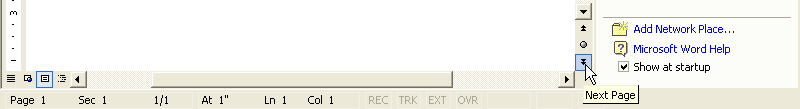 Add Network Place...
Microsoft Word Help
Show at startup
Next Page
Page 1 Sec 1 1/1 At 1" Ln 1 Col 1 REC TRK EXT OVR